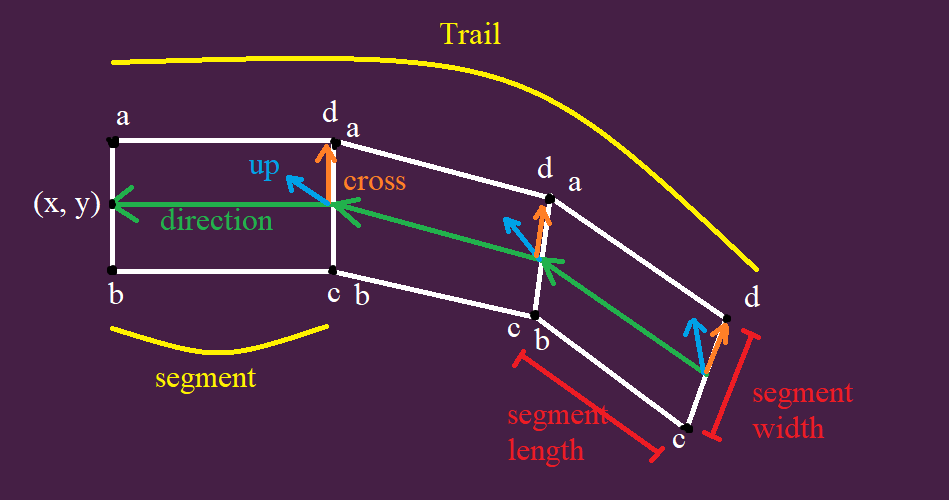 Trail
a
d
a
up
cross
d
a
(x, y)
direction
b
c
b
d
c
b
segment
segment
length
segment
width
c